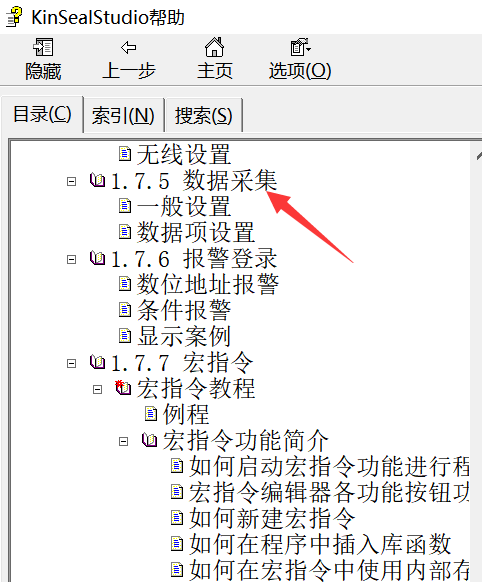 KinSealStudio帮助
隐藏 上一步 主页 选项(O)
目录(C) 索引(N) 搜索(S)
无线设置
1.7.5 数据采集
一般设置
数据项设置
1.7.6 报警登录
数位地址报警
条件报警
显示案例
1.7.7 宏指令
宏指令教程
例程
宏指令功能简介
如何启动宏指令功能进行程
宏指令编辑器各功能按钮功
如何新建宏指令
如何在程序中插入库函数
如何在宏指令中使用内部存